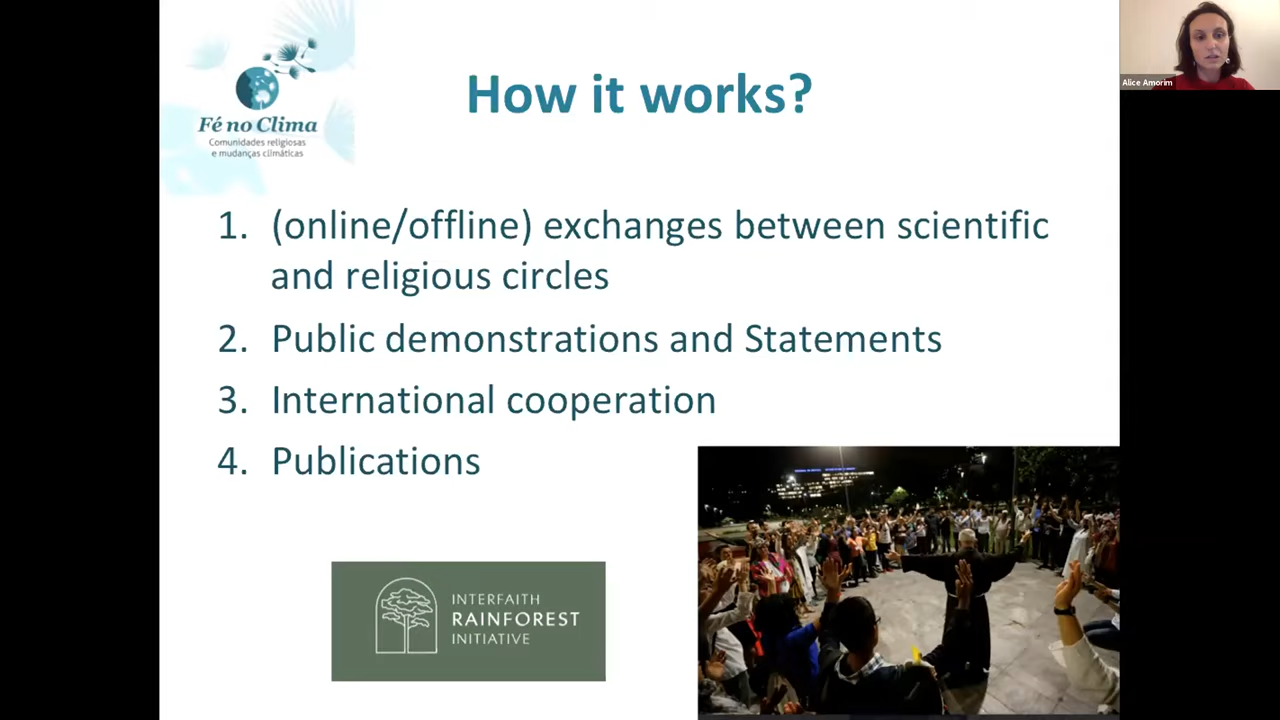 How it works?
Fé no Clima
Comunidades religiosas
e mudanças climáticas
Alice Amorim
1. (online/offline) exchanges between scientific
and religious circles
2. Public demonstrations and Statements
3. International cooperation
4. Publications
INTERFAITH
RAINFOREST
INITIATIVE